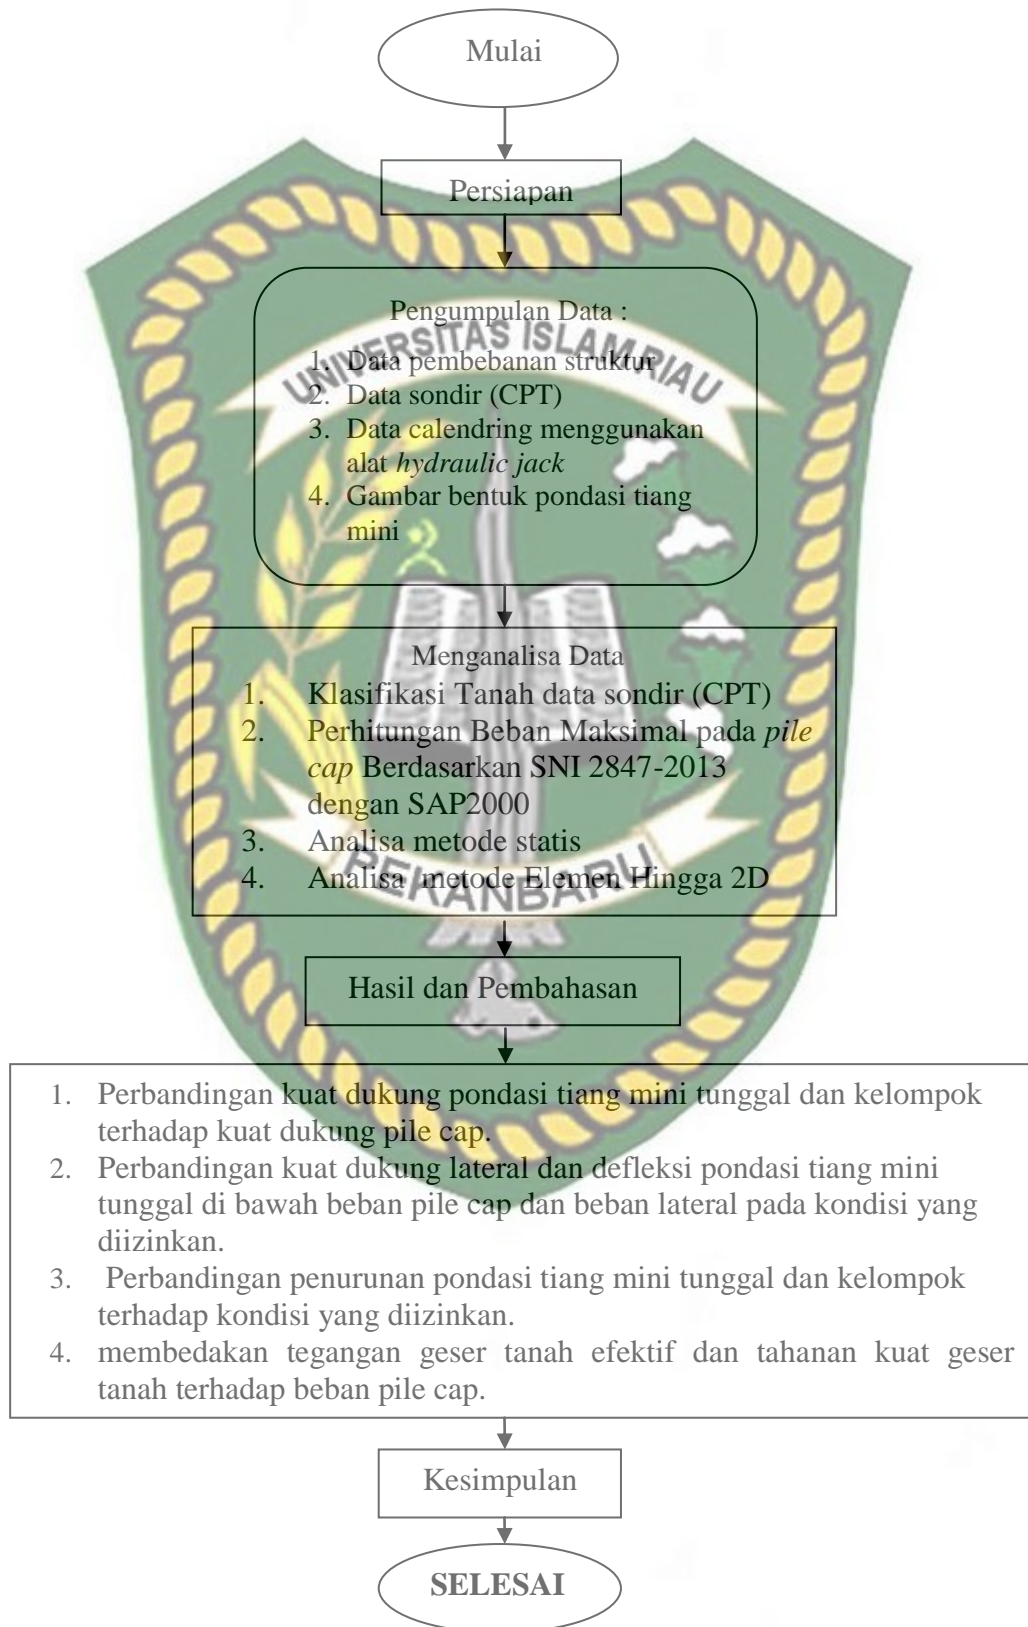 Mulai
Persiapan
Pengumpulan Data :
UNIVERSITAS ISLAM RIAU
1. Data pembebanan struktur
2. Data sondir (CPT)
3. Data calendring menggunakan
alat hydraulic jack
4. Gambar bentuk pondasi tiang
mini
Menganalisa Data
1. Klasifikasi Tanah data sondir (CPT)
2. Perhitungan Beban Maksimal pada pile
cap Berdasarkan SNI 2847-2013
dengan SAP2000
3. Analisa metode statis
4. Analisa metode Elemen Hingga 2D
PEKANBARU
Hasil dan Pembahasan
1. Perbandingan kuat dukung pondasi tiang mini tunggal dan kelompok
terhadap kuat dukung pile cap.
2. Perbandingan kuat dukung lateral dan defleksi pondasi tiang mini
tunggal di bawah beban pile cap dan beban lateral pada kondisi yang
diizinkan.
3. Perbandingan penurunan pondasi tiang mini tunggal dan kelompok
terhadap kondisi yang diizinkan.
4. membedakan tegangan geser tanah efektif dan tahanan kuat geser
tanah terhadap beban pile cap.
Kesimpulan
SELESAI